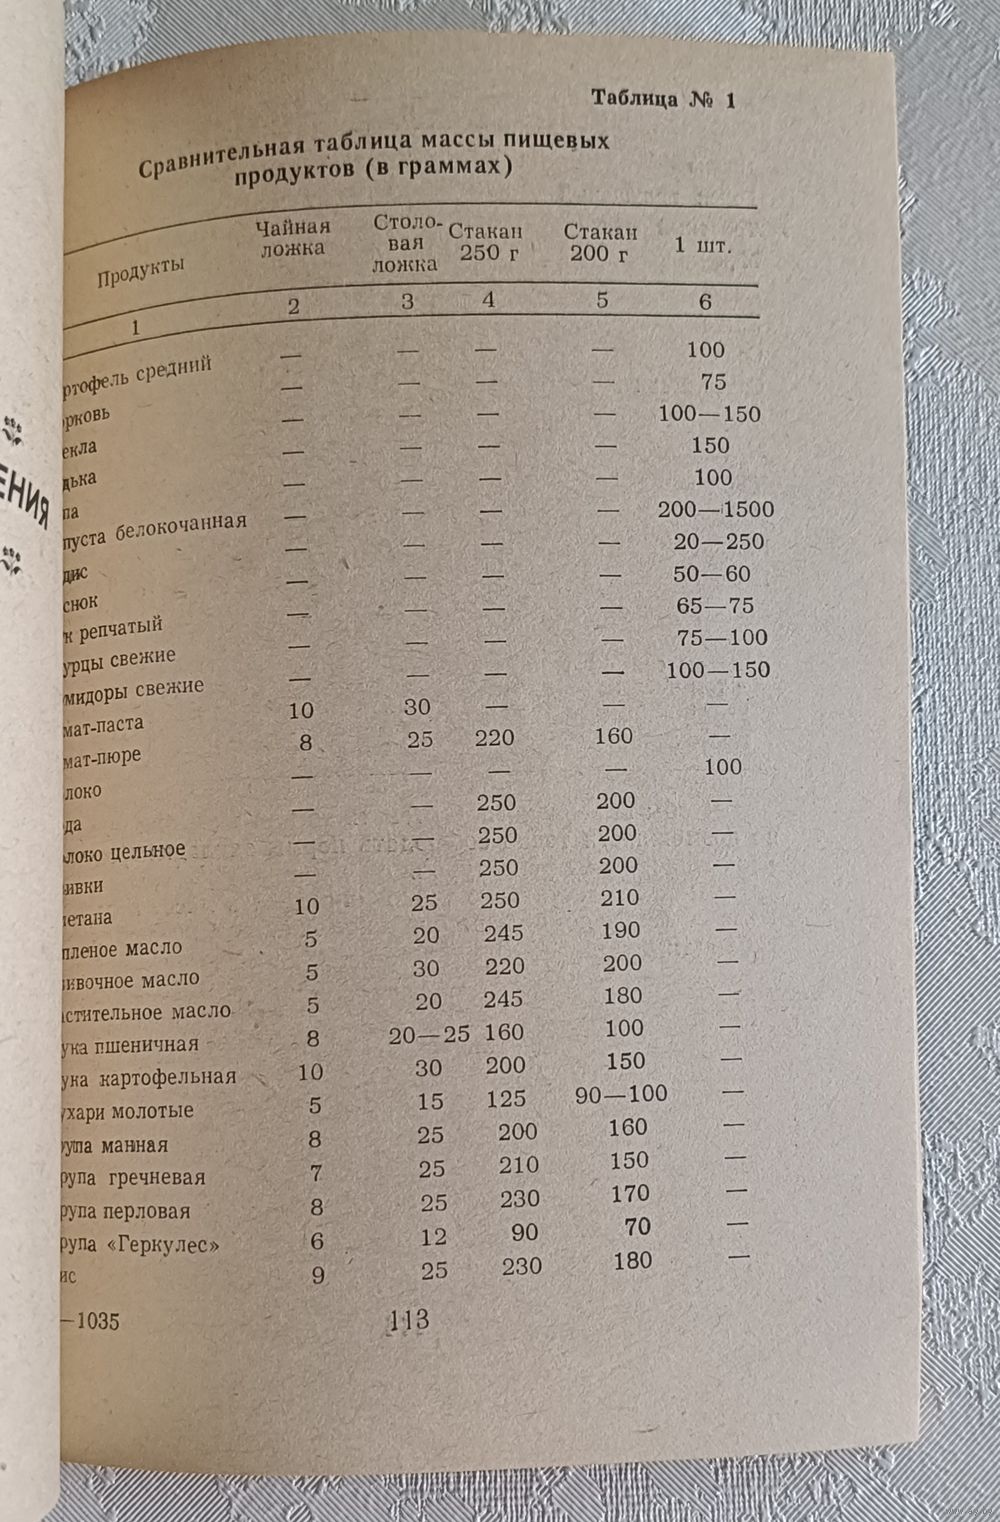 Таблица № 1
Сравнительная таблица массы пищевых
продуктов (в граммах)
Продукты Чайная ложка Столо-вая ложка Стакан 250 г Стакан 200 г 1 шт.
1 2 3 4 5 6
ртофель средний — — — — 100
рковь — — — — 75
екла — — — — 100—150
дька — — — — 150
па — — — — 100
пуста белокочанная — — — — 200—1500
дис — — — — 20—250
снок — — — — 50—60
к репчатый — — — — 65—75
урцы свежие — — — — 75—100
мидоры свежие — — — — 100—150
мат-паста 10 30 — — —
мат-пюре 8 25 220 160 —
локо — — — — 100
да — — 250 200 —
локо цельное — — 250 200 —
ивки — — 250 200 —
етана 10 25 250 210 —
пленое масло 5 20 245 190 —
ивочное масло 5 30 220 200 —
стительное масло 5 20 245 180 —
ука пшеничная 8 20—25 160 100 —
ука картофельная 10 30 200 150 —
ухари молотые 5 15 125 90—100 —
рупа манная 8 25 200 160 —
рупа гречневая 7 25 210 150 —
рупа перловая 8 25 230 170 —
рупа «Геркулес» 6 12 90 70 —
ис 9 25 230 180 —
—1035 113
ЕНИЯ